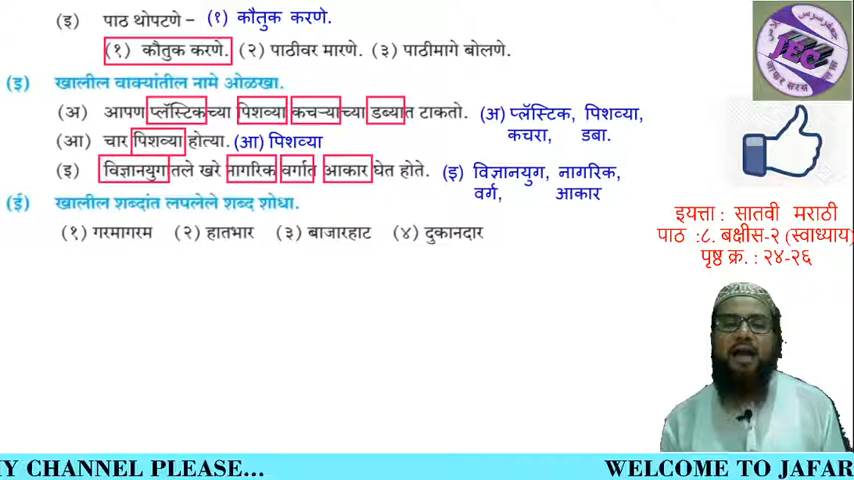 (इ) पाठ थोपटणे – (१) कौतुक करणे.
(१) कौतुक करणे. (२) पाठीवर मारणे. (३) पाठीमागे बोलणे.
(इ) खालील वाक्यांतील नामे ओळखा.
(अ) आपण प्लॅस्टिकच्या पिशव्या कचऱ्याच्या डब्यात टाकतो. (अ) प्लॅस्टिक, पिशव्या,
कचरा, डबा.
(आ) चार पिशव्या होत्या. (आ) पिशव्या
(इ) विज्ञानयुगातले खरे नागरिक वर्गात आकार घेत होते. (इ) विज्ञानयुग, नागरिक,
वर्ग, आकार
(ई) खालील शब्दांत लपलेले शब्द शोधा.
(१) गरमागरम (२) हातभार (३) बाजारहाट (४) दुकानदार
JEC
इयत्ता : सातवी मराठी
पाठ :८. बक्षीस-२ (स्वाध्याय)
पृष्ठ क्र. : २४-२६
MY CHANNEL PLEASE... WELCOME TO JAFAR